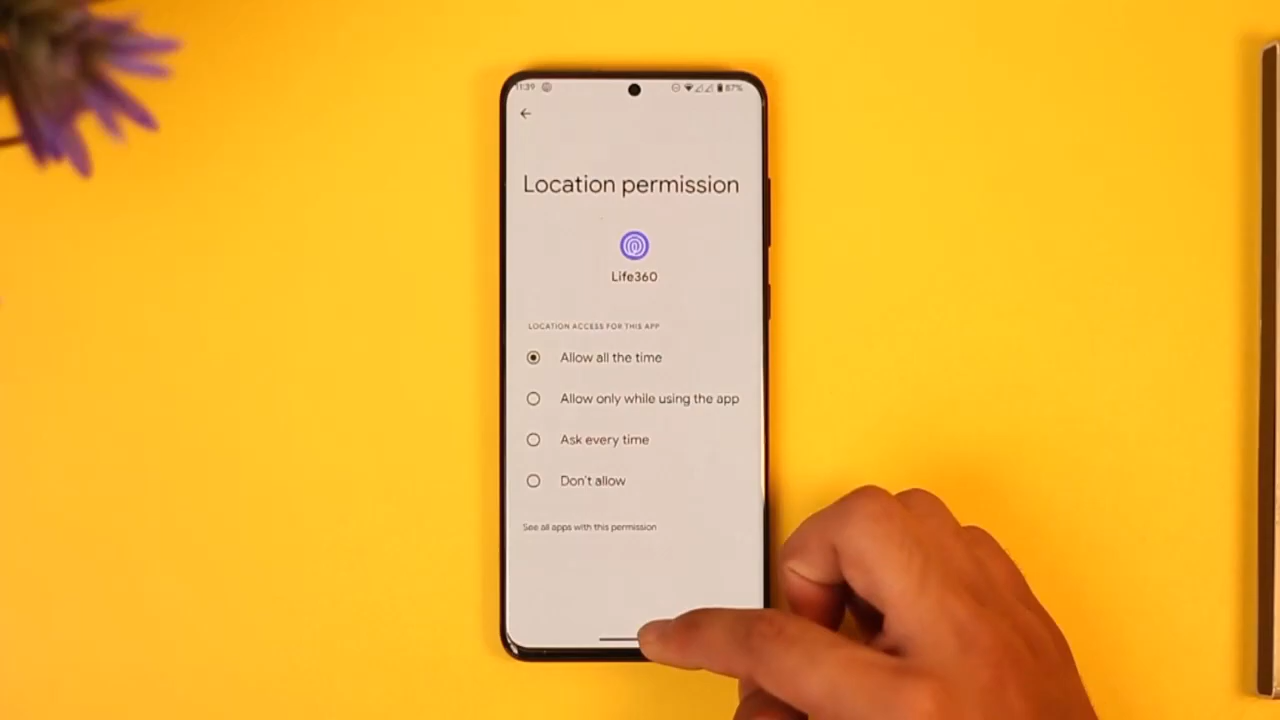 11:39
87%
Location permission
Life360
LOCATION ACCESS FOR THIS APP
Allow all the time
Allow only while using the app
Ask every time
Don't allow
See all apps with this permission